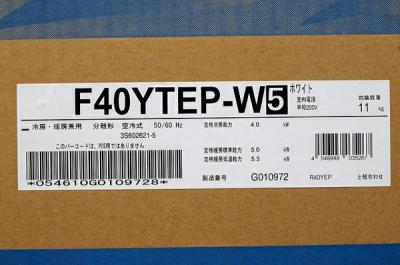 F40YTEP-W5 ホワイト
室内電源
単相200V
包装質量
11 kg
冷房・暖房兼用 分離形 空冷式 50/60 Hz
3S602621-5
定格冷房能力 4.0 kW
このバーコードは、POS用ではありません
*054610G0109728*
定格暖房標準能力 5.0 kW
定格暖房低温能力 5.3 kW
4 548848 035267
製造番号 G010972
R40YEP と組合わせ